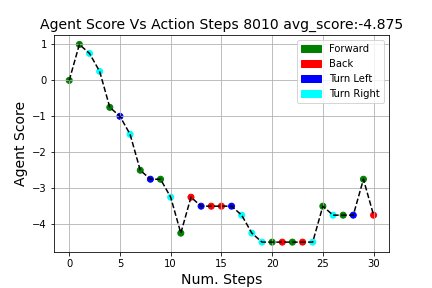 Agent Score Vs Action Steps 8010 avg_score:-4.875
Forward
Back
Turn Left
Turn Right
1
0
−1
−2
−3
−4
Agent Score
0 5 10 15 20 25 30
Num. Steps